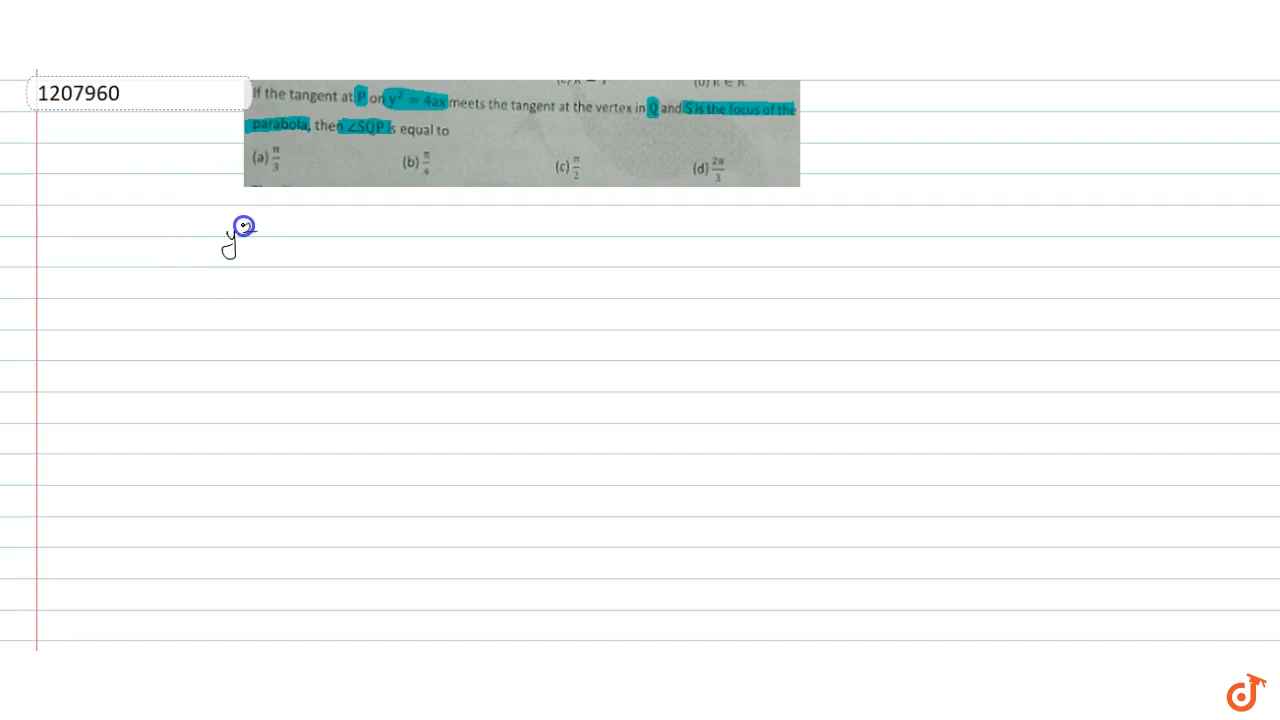 1207960
If the tangent at P on y² = 4ax meets the tangent at the vertex in Q and S is the focus of the
parabola, then ∠SQP is equal to
(a) π/3 (b) π/4 (c) π/2 (d) 2π/3
y²